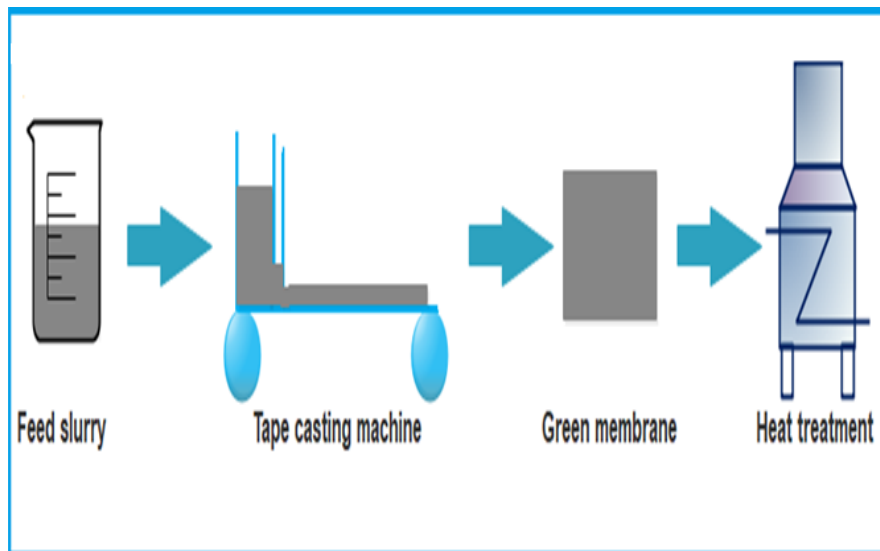 Feed slurry
Tape casting machine
Green membrane
Heat treatment